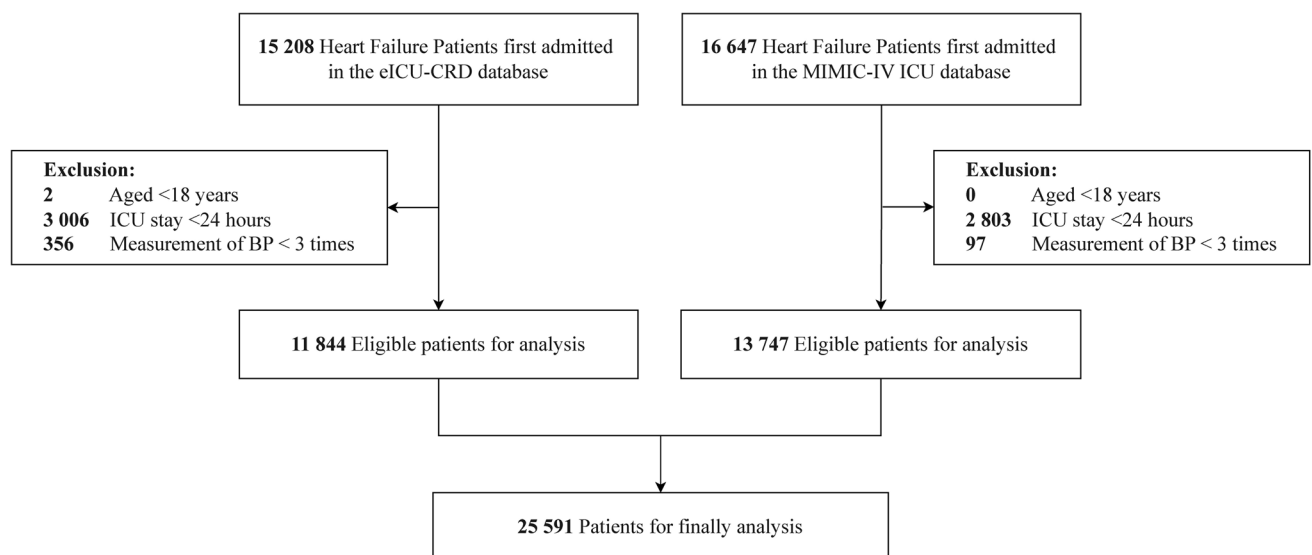 15 208 Heart Failure Patients first admitted
in the eICU-CRD database
16 647 Heart Failure Patients first admitted
in the MIMIC-IV ICU database
Exclusion:
2 Aged <18 years
3 006 ICU stay <24 hours
356 Measurement of BP < 3 times
Exclusion:
0 Aged <18 years
2 803 ICU stay <24 hours
97 Measurement of BP < 3 times
11 844 Eligible patients for analysis
13 747 Eligible patients for analysis
25 591 Patients for finally analysis